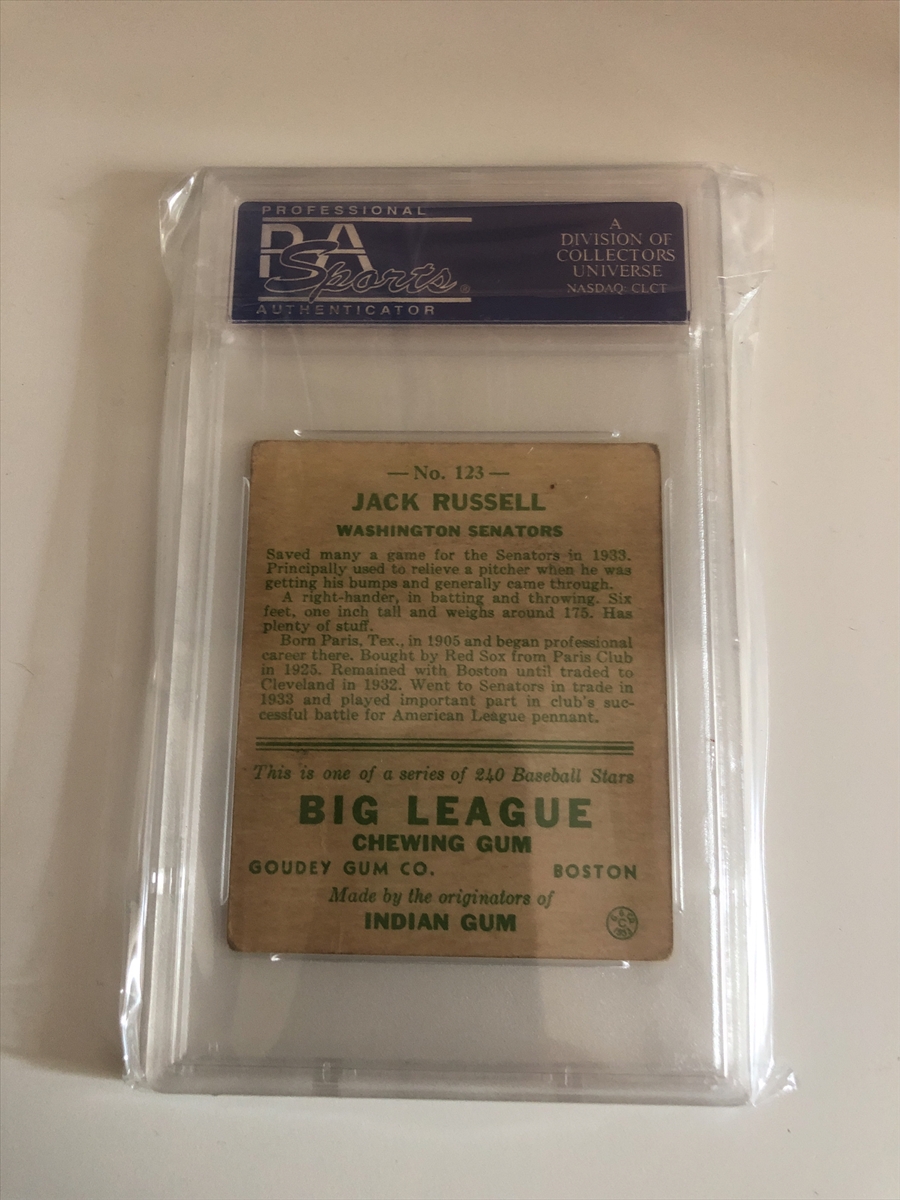 PROFESSIONAL
PSA
Sports®
AUTHENTICATOR
A
DIVISION OF
COLLECTORS
UNIVERSE
NASDAQ: CLCT
— No. 123 —
JACK RUSSELL
WASHINGTON SENATORS
Saved many a game for the Senators in 1933.
Principally used to relieve a pitcher when he was
getting his bumps and generally came through.
A right-hander, in batting and throwing. Six
feet, one inch tall and weighs around 175. Has
plenty of stuff.
Born Paris, Tex., in 1905 and began professional
career there. Bought by Red Sox from Paris Club
in 1925. Remained with Boston until traded to
Cleveland in 1932. Went to Senators in trade in
1933 and played important part in club's suc-
cessful battle for American League pennant.
This is one of a series of 240 Baseball Stars
BIG LEAGUE
CHEWING GUM
GOUDEY GUM CO. BOSTON
Made by the originators of
INDIAN GUM